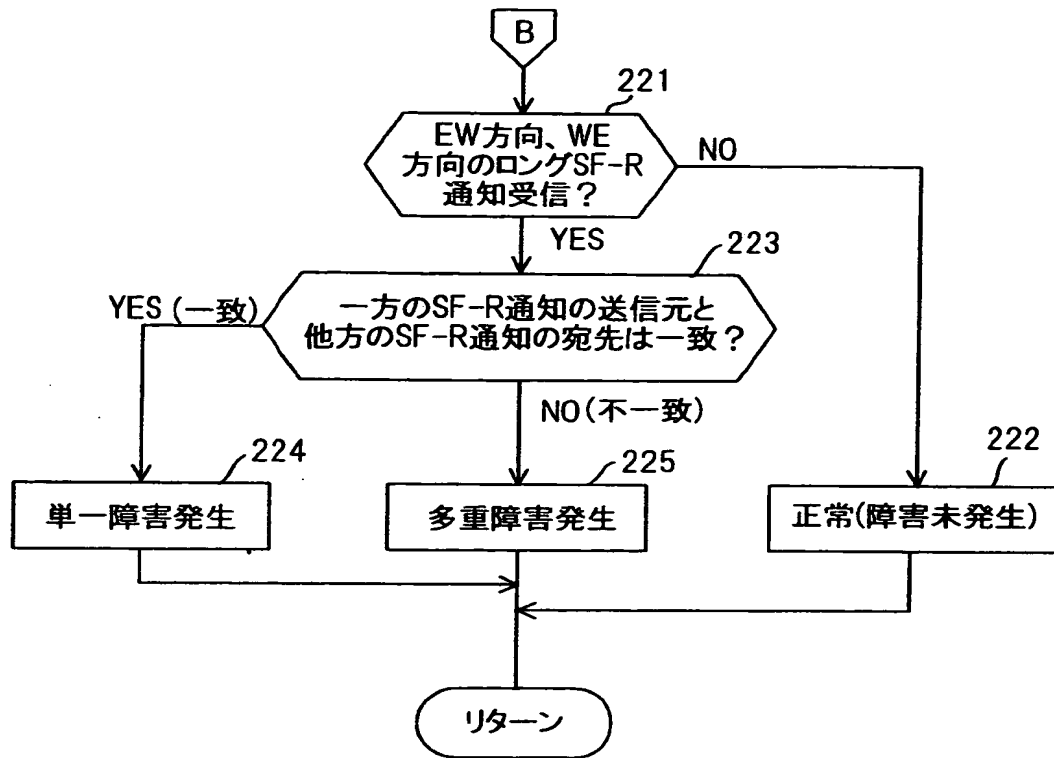 B
221
EW方向、WE
方向のロングSF-R
通知受信?
NO
YES
223
一方のSF-R通知の送信元と
他方のSF-R通知の宛先は一致?
YES(一致)
NO(不一致)
224
225
222
単一障害発生
多重障害発生
正常(障害未発生)
リターン